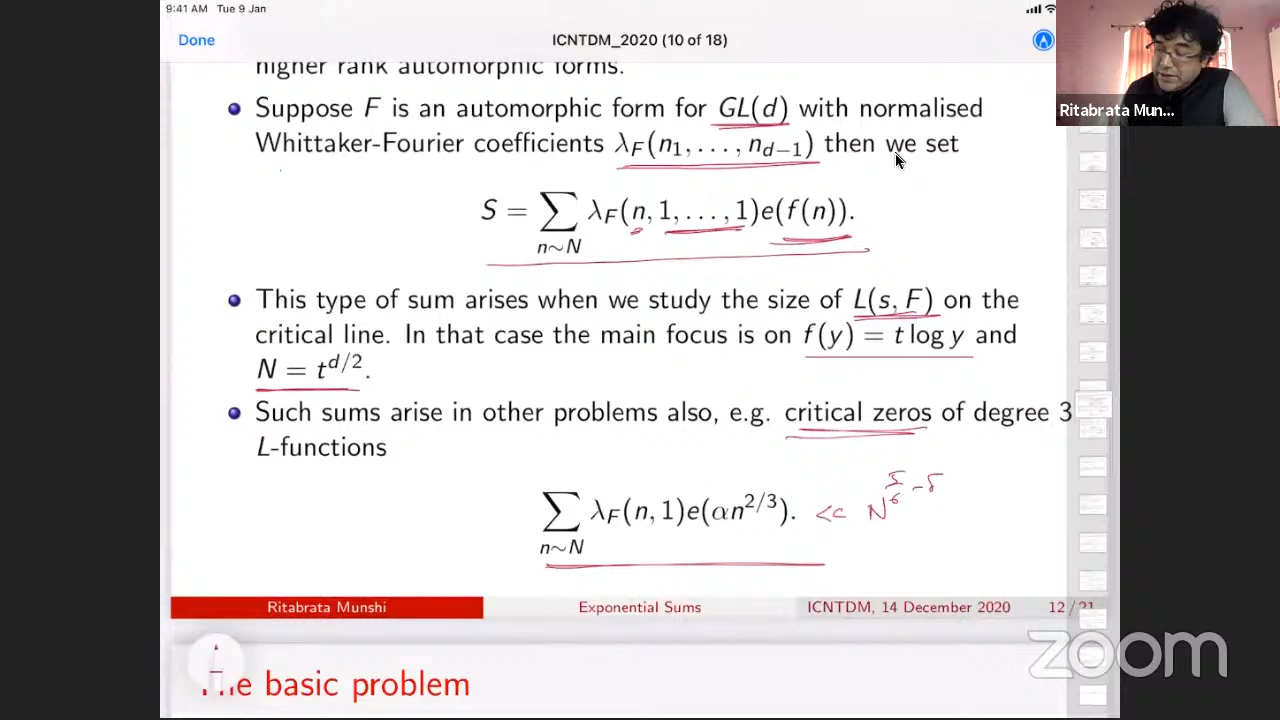 9:41 AM Tue 9 Jan
Done
ICNTDM_2020 (10 of 18)
Ritabrata Mun...
higher rank automorphic forms.
Suppose F is an automorphic form for GL(d) with normalised
Whittaker-Fourier coefficients λ_F(n_1, . . . , n_{d−1}) then we set
S = ∑_{n∼N} λ_F(n, 1, . . . , 1)e(f(n)).
This type of sum arises when we study the size of L(s, F) on the
critical line. In that case the main focus is on f(y) = t log y and
N = t^{d/2}.
Such sums arise in other problems also, e.g. critical zeros of degree 3
L-functions
∑_{n∼N} λ_F(n, 1)e(αn^{2/3}). << N^{5/6 − δ}
Ritabrata Munshi
Exponential Sums
ICNTDM, 14 December 2020
12 / 21
zoom
The basic problem